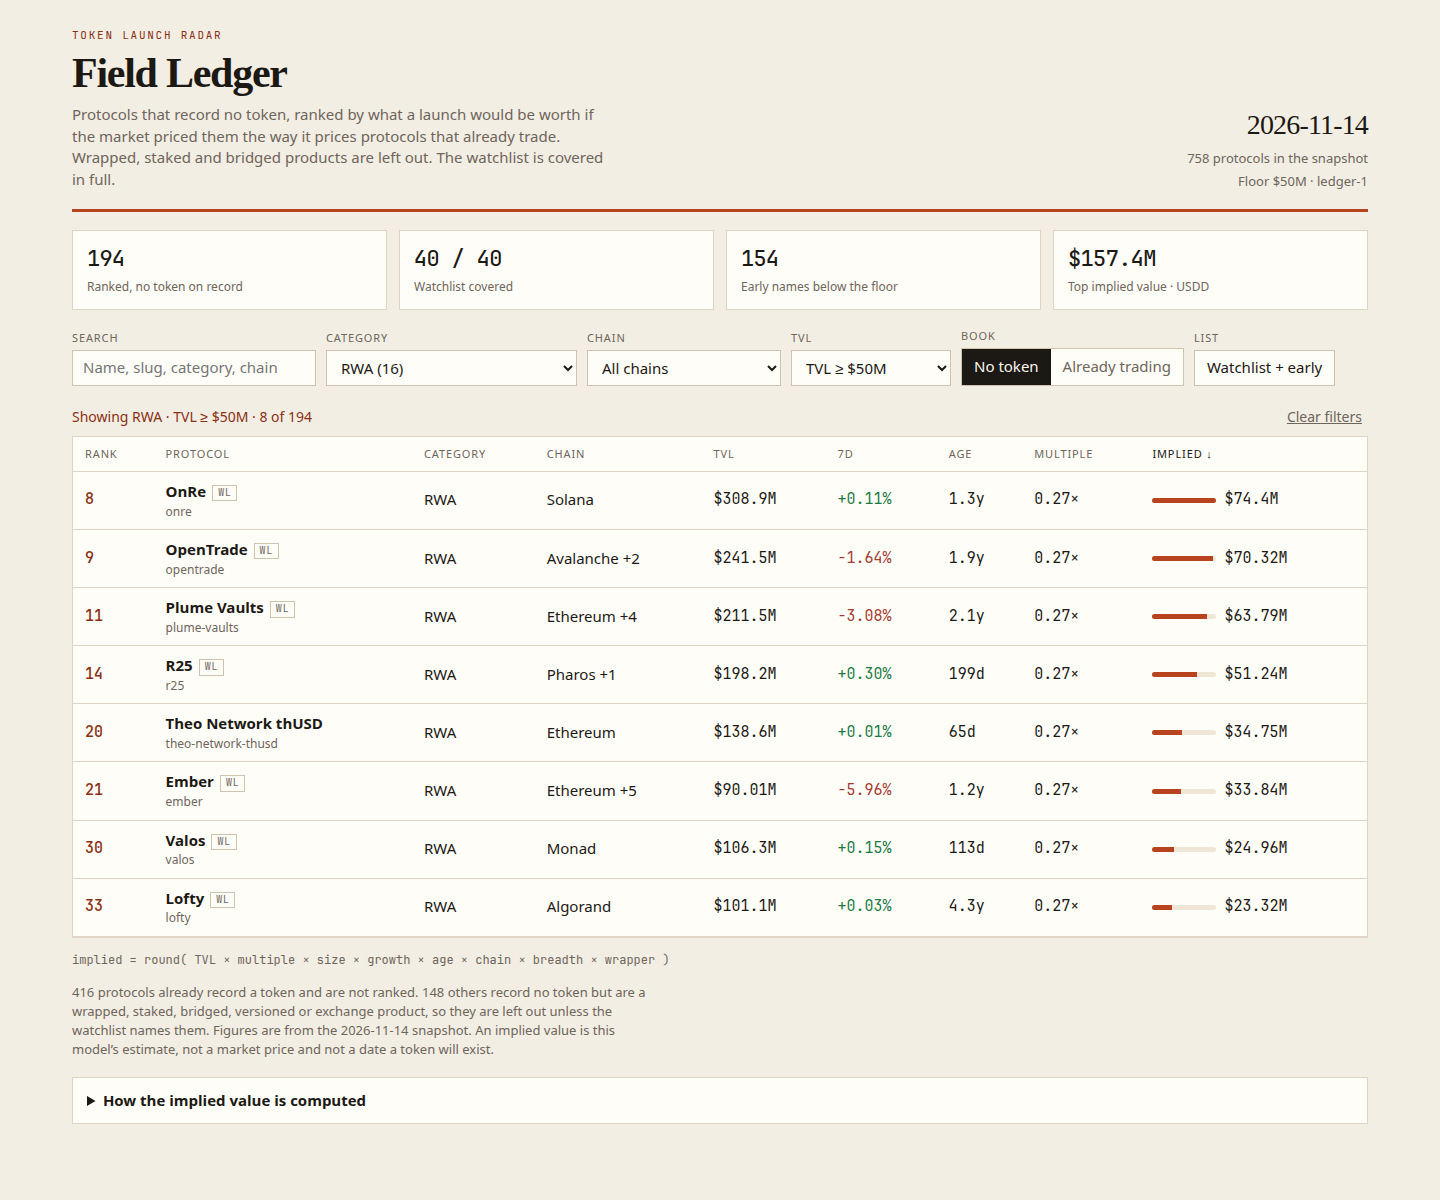 TOKEN LAUNCH RADAR
Field Ledger
Protocols that record no token, ranked by what a launch would be worth if
the market priced them the way it prices protocols that already trade.
Wrapped, staked and bridged products are left out. The watchlist is covered
in full.
2026-11-14
758 protocols in the snapshot
Floor $50M · ledger-1
194
Ranked, no token on record
40 / 40
Watchlist covered
154
Early names below the floor
$157.4M
Top implied value · USDD
SEARCH CATEGORY CHAIN TVL BOOK LIST
Name, slug, category, chain RWA (16) All chains TVL ≥ $50M No token Already trading Watchlist + early
Showing RWA · TVL ≥ $50M · 8 of 194 Clear filters
RANK PROTOCOL CATEGORY CHAIN TVL 7D AGE MULTIPLE IMPLIED ↓
8 OnRe WL RWA Solana $308.9M +0.11% 1.3y 0.27× $74.4M
onre
9 OpenTrade WL RWA Avalanche +2 $241.5M -1.64% 1.9y 0.27× $70.32M
opentrade
11 Plume Vaults WL RWA Ethereum +4 $211.5M -3.08% 2.1y 0.27× $63.79M
plume-vaults
14 R25 WL RWA Pharos +1 $198.2M +0.30% 199d 0.27× $51.24M
r25
20 Theo Network thUSD RWA Ethereum $138.6M +0.01% 65d 0.27× $34.75M
theo-network-thusd
21 Ember WL RWA Ethereum +5 $90.01M -5.96% 1.2y 0.27× $33.84M
ember
30 Valos WL RWA Monad $106.3M +0.15% 113d 0.27× $24.96M
valos
33 Lofty WL RWA Algorand $101.1M +0.03% 4.3y 0.27× $23.32M
lofty
implied = round( TVL × multiple × size × growth × age × chain × breadth × wrapper )
416 protocols already record a token and are not ranked. 148 others record no token but are a
wrapped, staked, bridged, versioned or exchange product, so they are left out unless the
watchlist names them. Figures are from the 2026-11-14 snapshot. An implied value is this
model’s estimate, not a market price and not a date a token will exist.
▶ How the implied value is computed